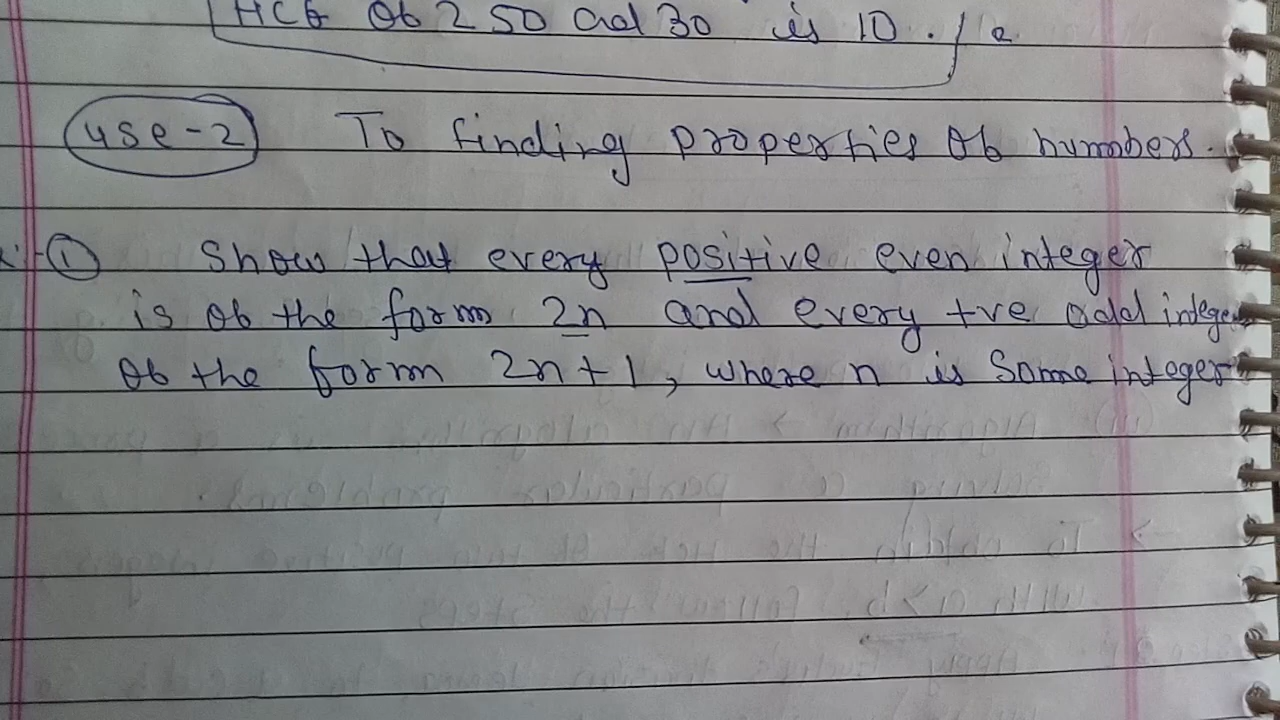 HCF of 250 and 30 is 10.
use-2 To finding properties of numbers.
① Show that every positive even integer
is of the form 2n and every +ve odd integer
of the form 2n+1, where n is some integer